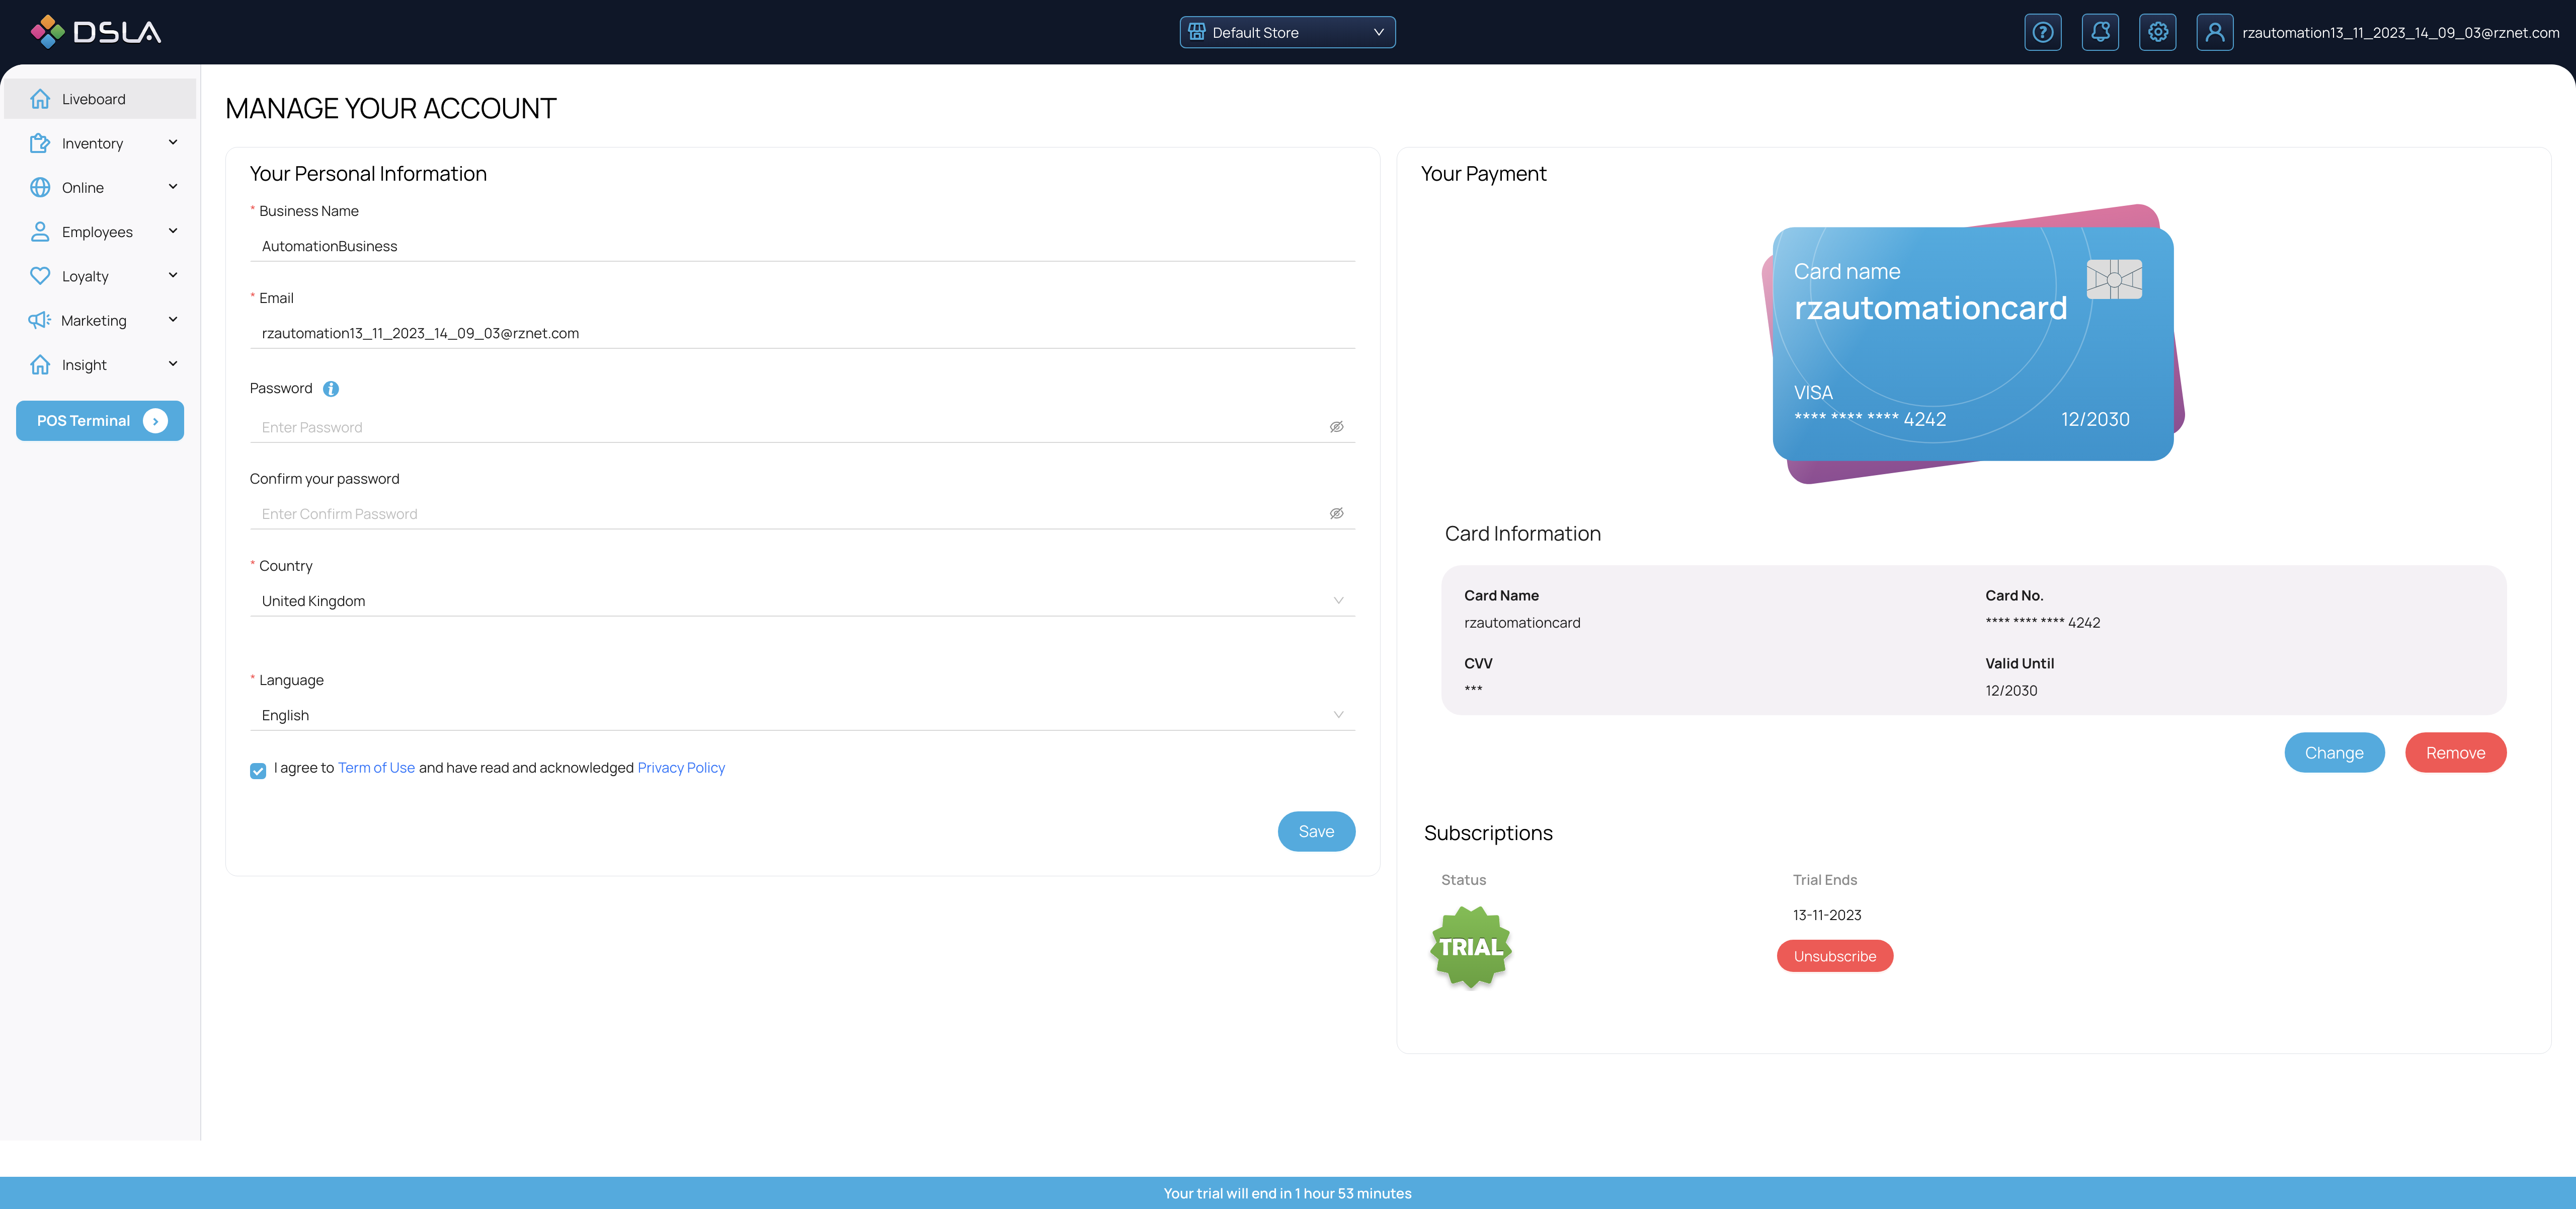 DSLA
Default Store
rzautomation13_11_2023_14_09_03@rznet.com
Liveboard
Inventory
Online
Employees
Loyalty
Marketing
Insight
POS Terminal
MANAGE YOUR ACCOUNT
Your Personal Information
* Business Name
AutomationBusiness
* Email
rzautomation13_11_2023_14_09_03@rznet.com
Password
Enter Password
Confirm your password
Enter Confirm Password
* Country
United Kingdom
* Language
English
I agree to Term of Use and have read and acknowledged Privacy Policy
Save
Your Payment
Card name
rzautomationcard
VISA
**** **** **** 4242 12/2030
Card Information
Card Name
rzautomationcard
Card No.
**** **** **** 4242
CVV
***
Valid Until
12/2030
Change
Remove
Subscriptions
Status
TRIAL
Trial Ends
13-11-2023
Unsubscribe
Your trial will end in 1 hour 53 minutes